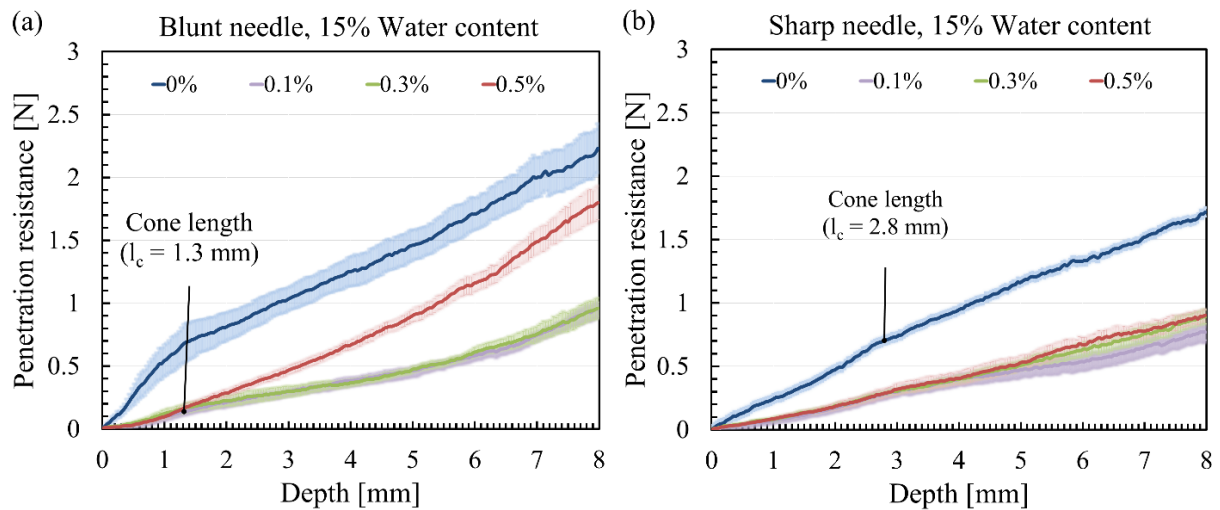 (a)
Blunt needle, 15% Water content
3
2.5
2
1.5
1
0.5
0
Penetration resistance [N]
0% 0.1% 0.3% 0.5%
Cone length
(l_c = 1.3 mm)
0 1 2 3 4 5 6 7 8
Depth [mm]
(b)
Sharp needle, 15% Water content
3
2.5
2
1.5
1
0.5
0
Penetration resistance [N]
0% 0.1% 0.3% 0.5%
Cone length
(l_c = 2.8 mm)
0 1 2 3 4 5 6 7 8
Depth [mm]